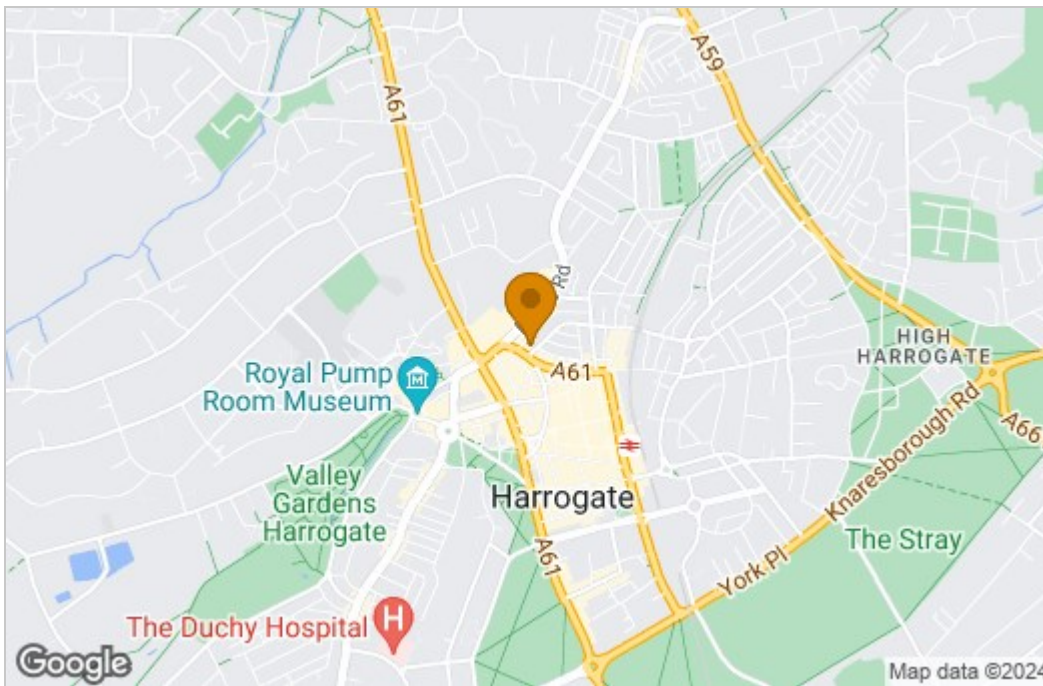 A61
A59
Rd
HIGH
HARROGATE
A61
Royal Pump
Room Museum
A66
Knaresborough Rd
Valley
Gardens
Harrogate
Harrogate
The Stray
A61
York Pl
The Duchy Hospital
H
Google
Map data ©2024